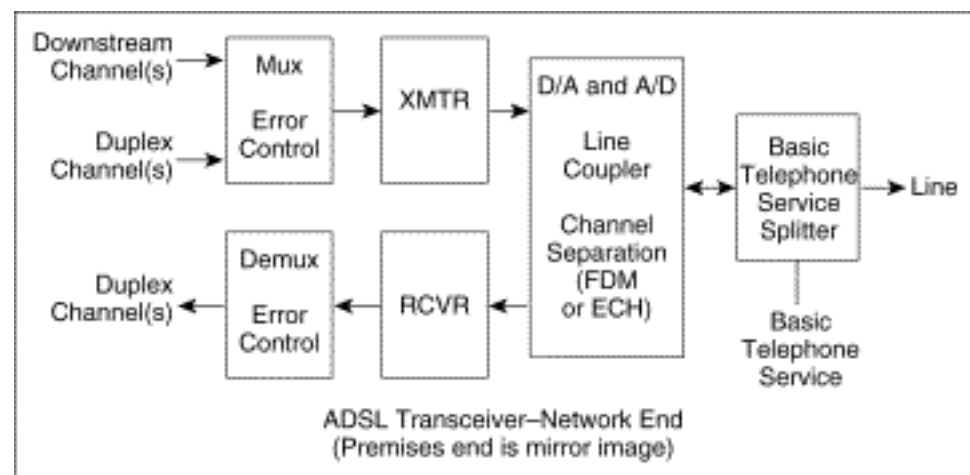 Downstream
Channel(s)
Duplex
Channel(s)
Mux
Error
Control
XMTR
D/A and A/D
Line
Coupler
Channel
Separation
(FDM
or ECH)
Basic
Telephone
Service
Splitter
Line
Duplex
Channel(s)
Demux
Error
Control
RCVR
Basic
Telephone
Service
ADSL Transceiver–Network End
(Premises end is mirror image)